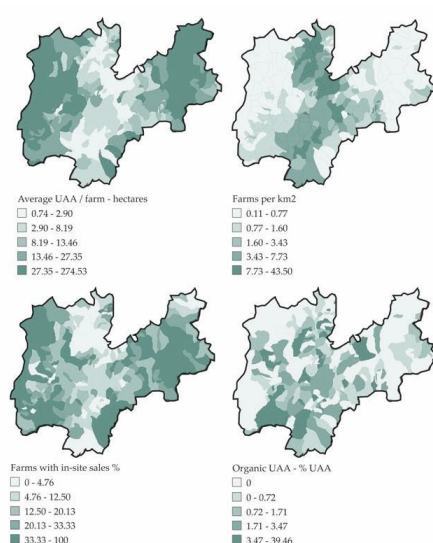 Average UAA / farm - hectares
0.74 - 2.90
2.90 - 8.19
8.19 - 13.46
13.46 - 27.35
27.35 - 274.53
Farms per km2
0.11 - 0.77
0.77 - 1.60
1.60 - 3.43
3.43 - 7.73
7.73 - 43.50
Farms with in-site sales %
0 - 4.76
4.76 - 12.50
12.50 - 20.13
20.13 - 33.33
33.33 - 100
Organic UAA - % UAA
0
0 - 0.72
0.72 - 1.71
1.71 - 3.47
3.47 - 39.46